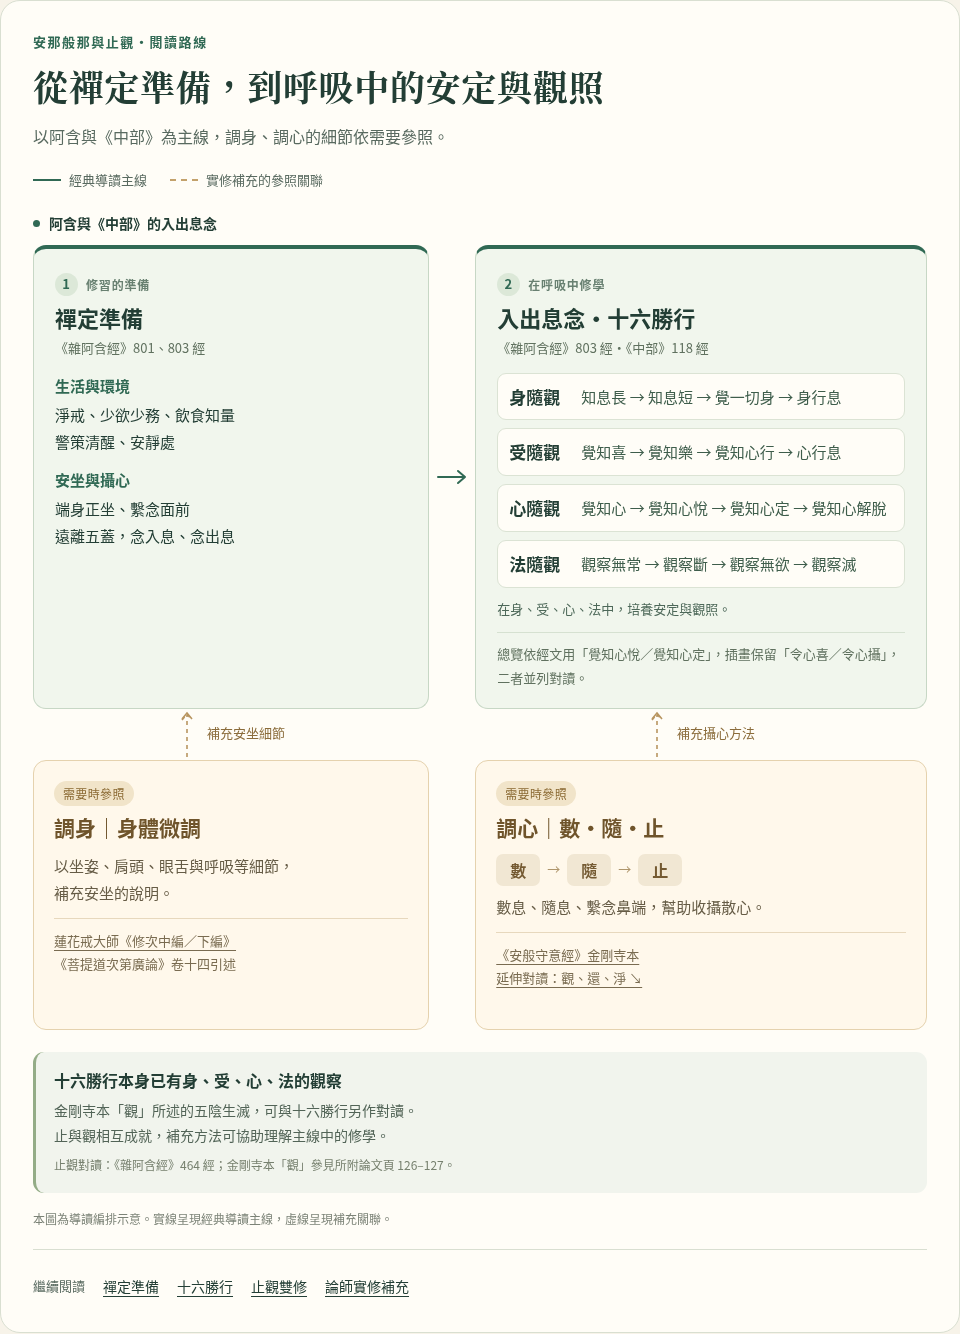 安那般那與止觀・閱讀路線
從禪定準備，到呼吸中的安定與觀照
以阿含與《中部》為主線，調身、調心的細節依需要參照。
經典導讀主線
實修補充的參照關聯
阿含與《中部》的入出息念
1 修習的準備
禪定準備
《雜阿含經》801、803 經
生活與環境
淨戒、少欲少務、飲食知量
警策清醒、安靜處
安坐與攝心
端身正坐、繫念面前
遠離五蓋，念入息、念出息
2 在呼吸中修學
入出息念・十六勝行
《雜阿含經》803 經・《中部》118 經
身隨觀 知息長 → 知息短 → 覺一切身 → 身行息
受隨觀 覺知喜 → 覺知樂 → 覺知心行 → 心行息
心隨觀 覺知心 → 覺知心悅 → 覺知心定 → 覺知心解脫
法隨觀 觀察無常 → 觀察斷 → 觀察無欲 → 觀察滅
在身、受、心、法中，培養安定與觀照。
總覽依經文用「覺知心悅／覺知心定」，插畫保留「令心喜／令心攝」，
二者並列對讀。
補充安坐細節
補充攝心方法
需要時參照
調身｜身體微調
以坐姿、肩頭、眼舌與呼吸等細節，
補充安坐的說明。
蓮花戒大師《修次中編／下編》
《菩提道次第廣論》卷十四引述
需要時參照
調心｜數・隨・止
數 → 隨 → 止
數息、隨息、繫念鼻端，幫助收攝散心。
《安般守意經》金剛寺本
延伸對讀：觀、還、淨 ↘
十六勝行本身已有身、受、心、法的觀察
金剛寺本「觀」所述的五陰生滅，可與十六勝行另作對讀。
止與觀相互成就，補充方法可協助理解主線中的修學。
止觀對讀：《雜阿含經》464 經；金剛寺本「觀」參見所附論文頁 126–127。
本圖為導讀編排示意。實線呈現經典導讀主線，虛線呈現補充關聯。
繼續閱讀 禪定準備 十六勝行 止觀雙修 論師實修補充